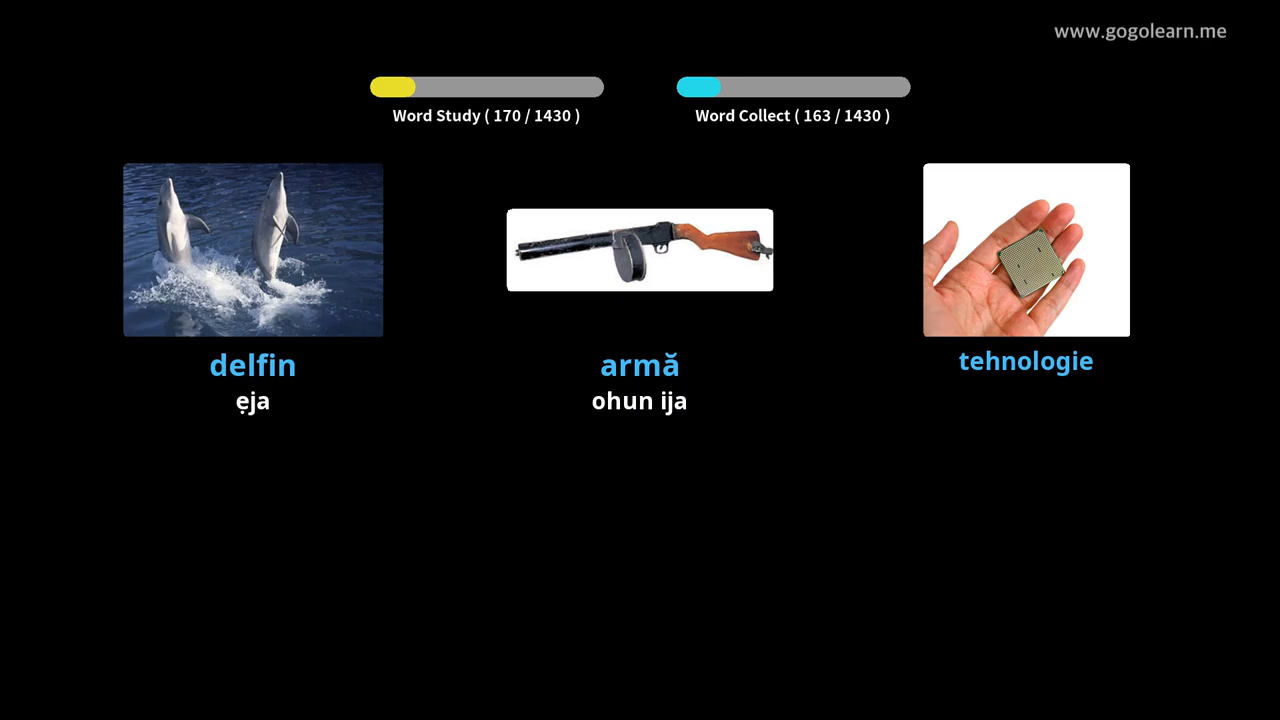 www.gogolearn.me
Word Study ( 170 / 1430 )
Word Collect ( 163 / 1430 )
delfin
ẹja
armă
ohun ija
tehnologie